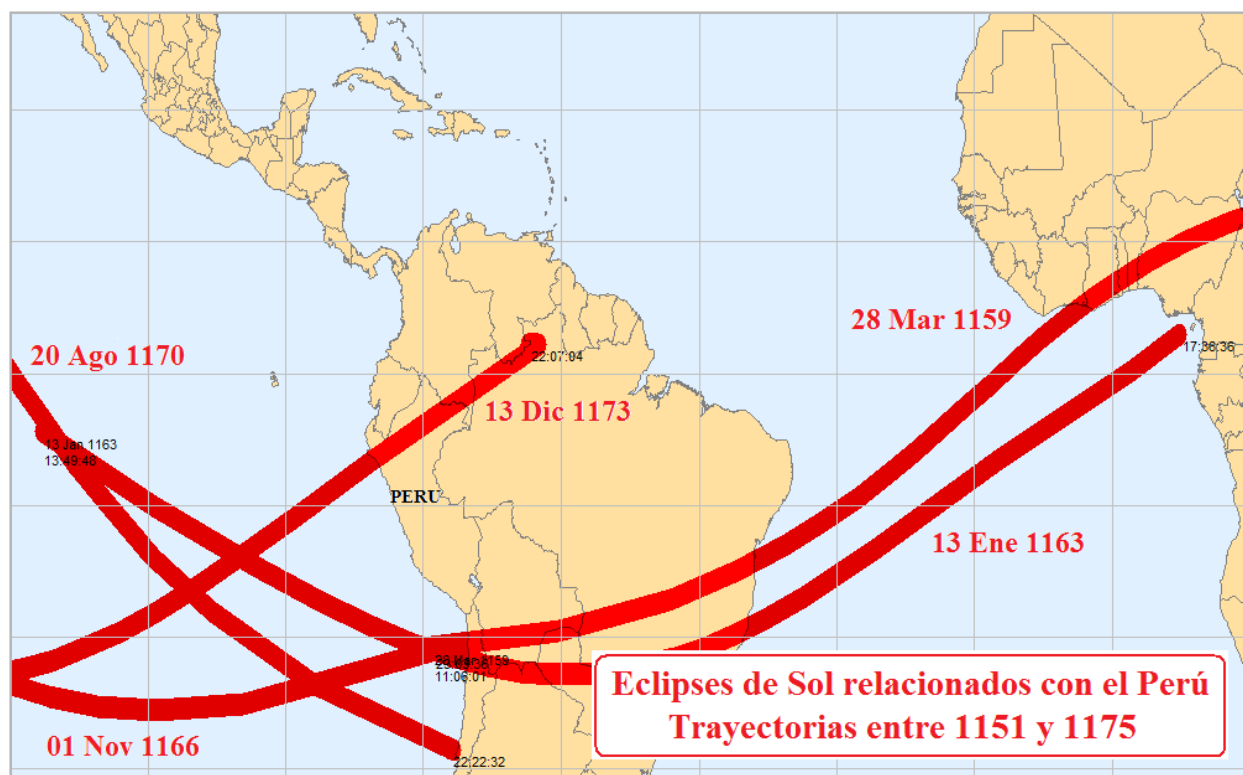 28 Mar 1159
20 Ago 1170
17:36:36
22:07:04
13 Dic 1173
13 Jan 1163
13:49:48
PERU
13 Ene 1163
11:06:01
Eclipses de Sol relacionados con el Perú
Trayectorias entre 1151 y 1175
01 Nov 1166
22:22:32